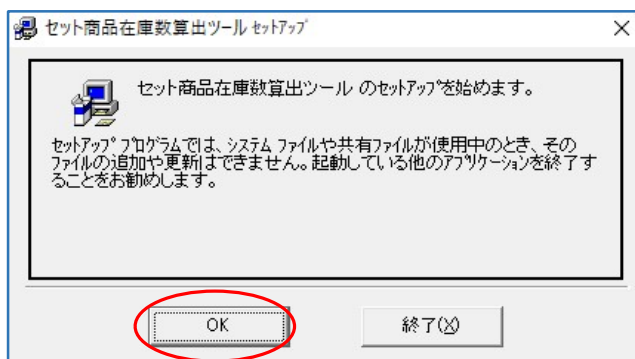 セット商品在庫数算出ツール ｾｯﾄｱｯﾌﾟ
セット商品在庫数算出ツール のｾｯﾄｱｯﾌﾟを始めます。
ｾｯﾄｱｯﾌﾟ ﾌﾟﾛｸﾞﾗﾑでは、ｼｽﾃﾑ ﾌｧｲﾙや共有ﾌｧｲﾙが使用中のとき、その
ﾌｧｲﾙの追加や更新はできません。起動している他のｱﾌﾟﾘｹｰｼｮﾝを終了す
ることをお勧めします。
OK
終了(X)